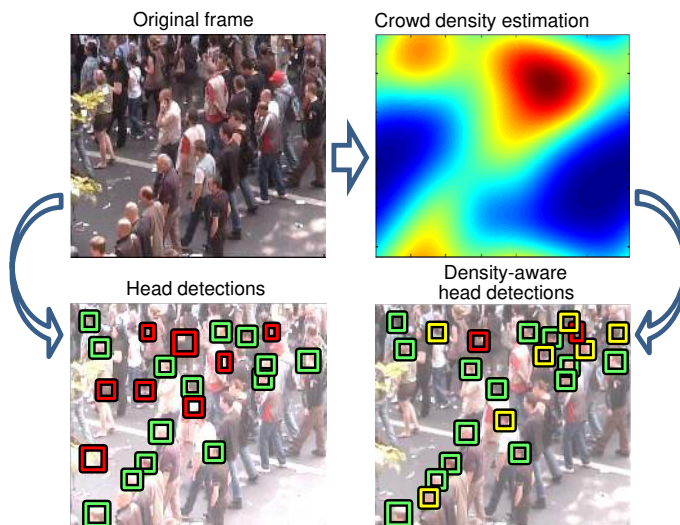 Original frame
Crowd density estimation
Head detections
Density-aware
head detections